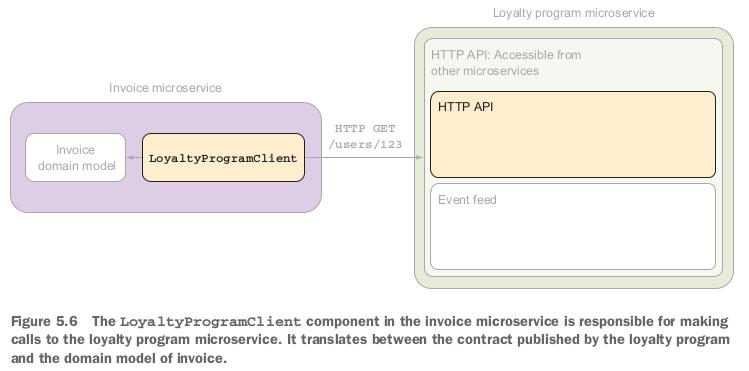 Loyalty program microservice
HTTP API: Accessible from
other microservices
Invoice microservice
HTTP API
HTTP GET
/users/123
Invoice
domain model
LoyaltyProgramClient
Event feed
Figure 5.6 The LoyaltyProgramClient component in the invoice microservice is responsible for making
calls to the loyalty program microservice. It translates between the contract published by the loyalty program
and the domain model of invoice.